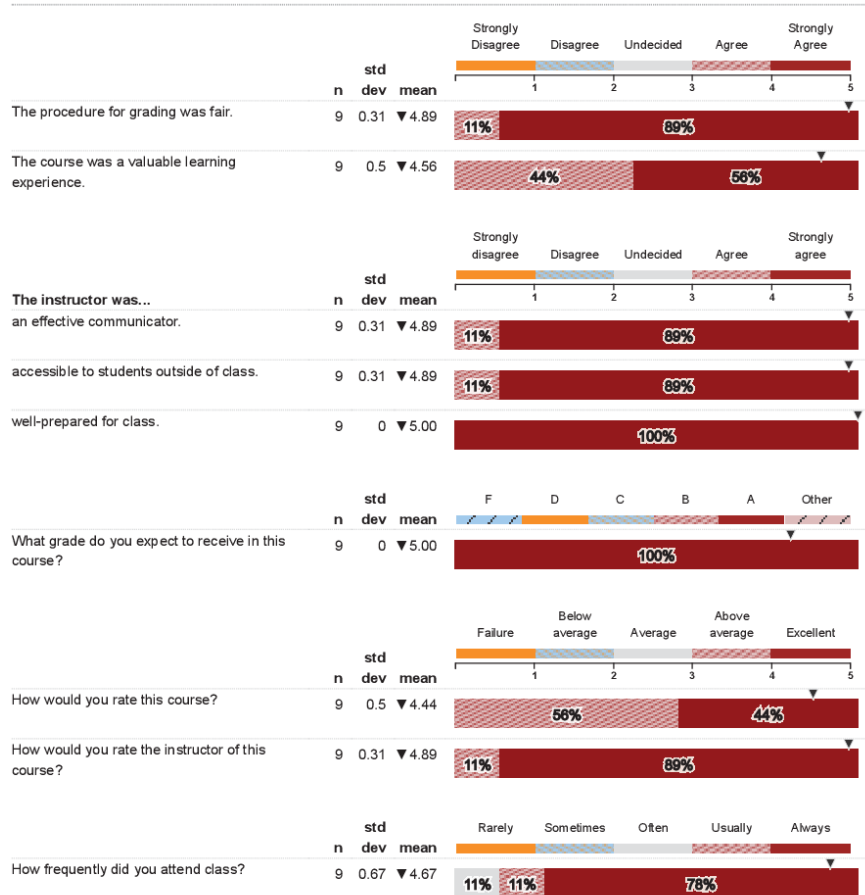 Strongly Disagree Disagree Undecided Agree Strongly Agree
n std dev mean
1 2 3 4 5
The procedure for grading was fair. 9 0.31 ▼4.89 11% 89%
The course was a valuable learning 9 0.5 ▼4.56 44% 56%
experience.
Strongly disagree Disagree Undecided Agree Strongly agree
The instructor was... n std dev mean
1 2 3 4 5
an effective communicator. 9 0.31 ▼4.89 11% 89%
accessible to students outside of class. 9 0.31 ▼4.89 11% 89%
well-prepared for class. 9 0 ▼5.00 100%
F D C B A Other
n std dev mean
What grade do you expect to receive in this 9 0 ▼5.00 100%
course?
Failure Below average Average Above average Excellent
n std dev mean
1 2 3 4 5
How would you rate this course? 9 0.5 ▼4.44 56% 44%
How would you rate the instructor of this 9 0.31 ▼4.89 11% 89%
course?
Rarely Sometimes Often Usually Always
n std dev mean
How frequently did you attend class? 9 0.67 ▼4.67 11% 11% 78%